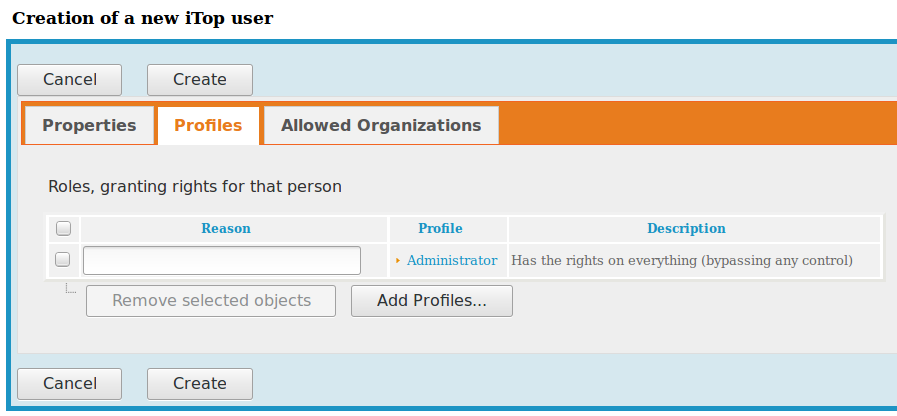 Creation of a new iTop user
Cancel Create
Properties Profiles Allowed Organizations
Roles, granting rights for that person
Reason Profile Description
Administrator Has the rights on everything (bypassing any control)
Remove selected objects Add Profiles...
Cancel Create